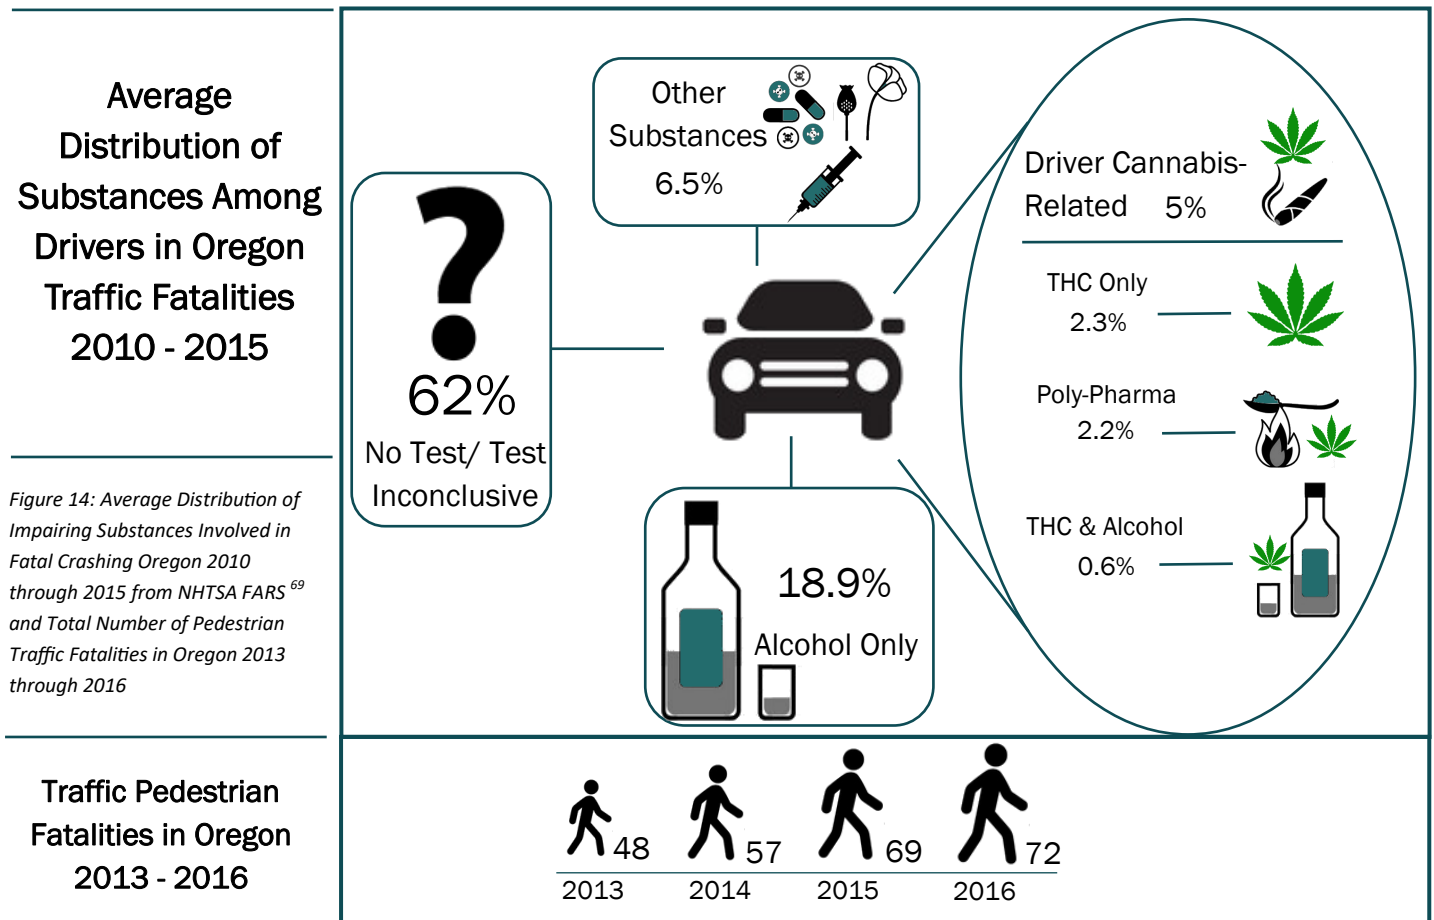 Average
Distribution of
Substances Among
Drivers in Oregon
Traffic Fatalities
2010 - 2015
Figure 14: Average Distribution of
Impairing Substances Involved in
Fatal Crashing Oregon 2010
through 2015 from NHTSA FARS 69
and Total Number of Pedestrian
Traffic Fatalities in Oregon 2013
through 2016
Traffic Pedestrian
Fatalities in Oregon
2013 - 2016
?
62%
No Test/ Test
Inconclusive
Other
Substances
6.5%
18.9%
Alcohol Only
Driver Cannabis-
Related 5%
THC Only
2.3%
Poly-Pharma
2.2%
THC & Alcohol
0.6%
48 57 69 72
2013 2014 2015 2016